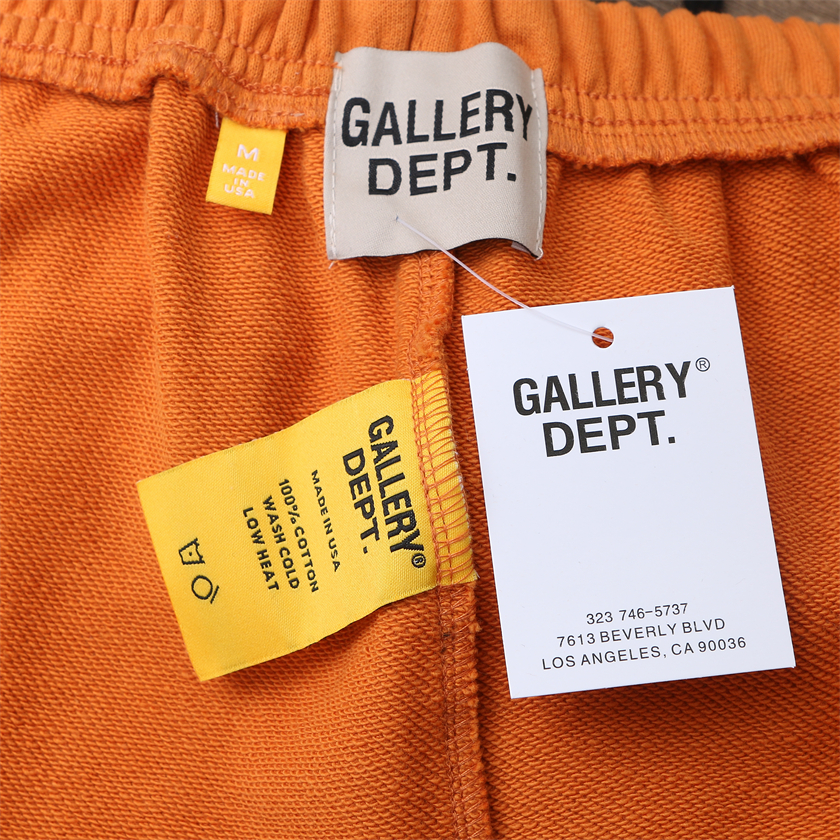 GALLERY
DEPT.
M
MADE
IN
USA
GALLERY®
DEPT.
323 746-5737
7613 BEVERLY BLVD
LOS ANGELES, CA 90036
GALLERY®
DEPT.
MADE IN USA
100% COTTON
WASH COLD
LOW HEAT